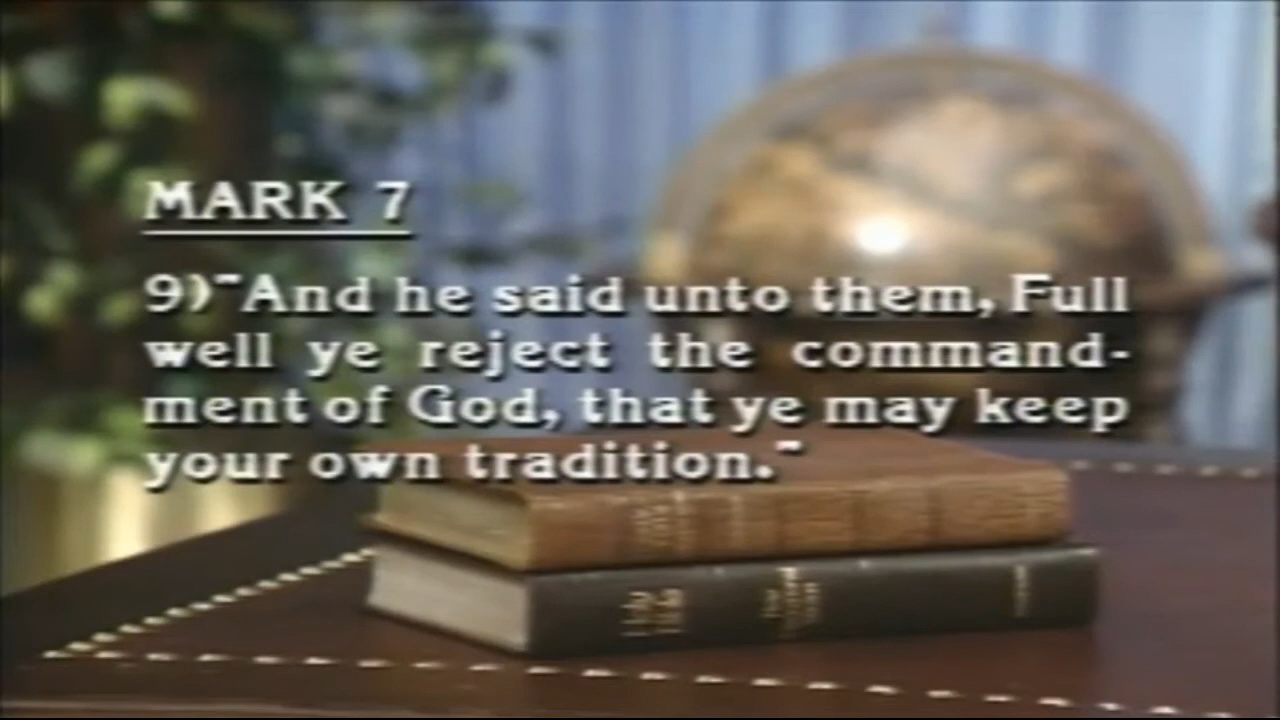 MARK 7
9)"And he said unto them, Full
well ye reject the command-
ment of God, that ye may keep
your own tradition."